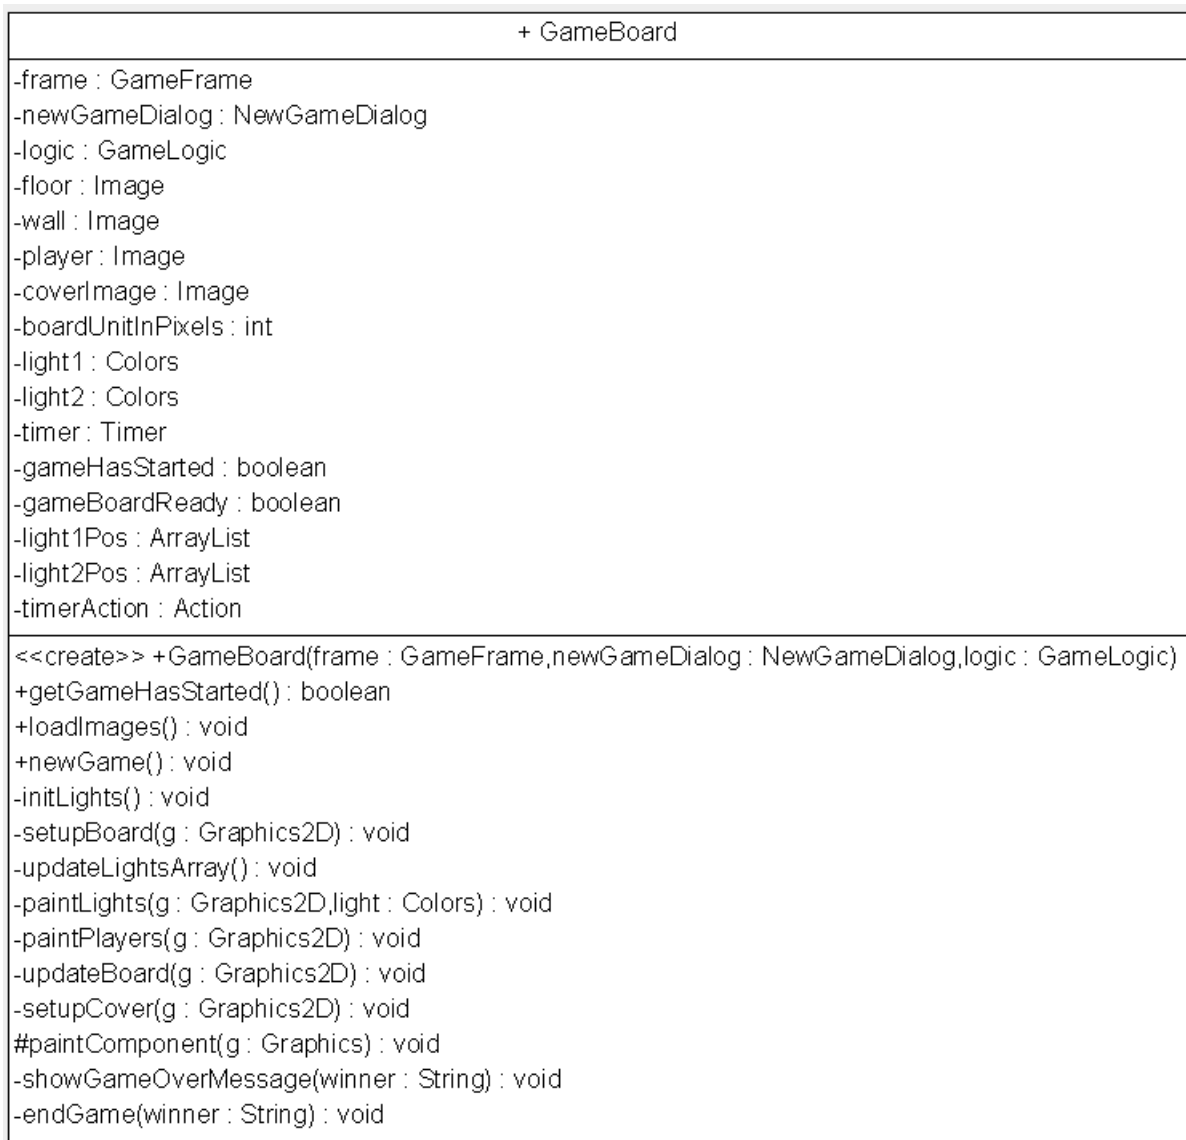 + GameBoard
-frame : GameFrame
-newGameDialog : NewGameDialog
-logic : GameLogic
-floor : Image
-wall : Image
-player : Image
-coverImage : Image
-boardUnitInPixels : int
-light1 : Colors
-light2 : Colors
-timer : Timer
-gameHasStarted : boolean
-gameBoardReady : boolean
-light1Pos : ArrayList
-light2Pos : ArrayList
-timerAction : Action
<<create>> +GameBoard(frame : GameFrame,newGameDialog : NewGameDialog,logic : GameLogic)
+getGameHasStarted() : boolean
+loadImages() : void
+newGame() : void
-initLights() : void
-setupBoard(g : Graphics2D) : void
-updateLightsArray() : void
-paintLights(g : Graphics2D,light : Colors) : void
-paintPlayers(g : Graphics2D) : void
-updateBoard(g : Graphics2D) : void
-setupCover(g : Graphics2D) : void
#paintComponent(g : Graphics) : void
-showGameOverMessage(winner : String) : void
-endGame(winner : String) : void